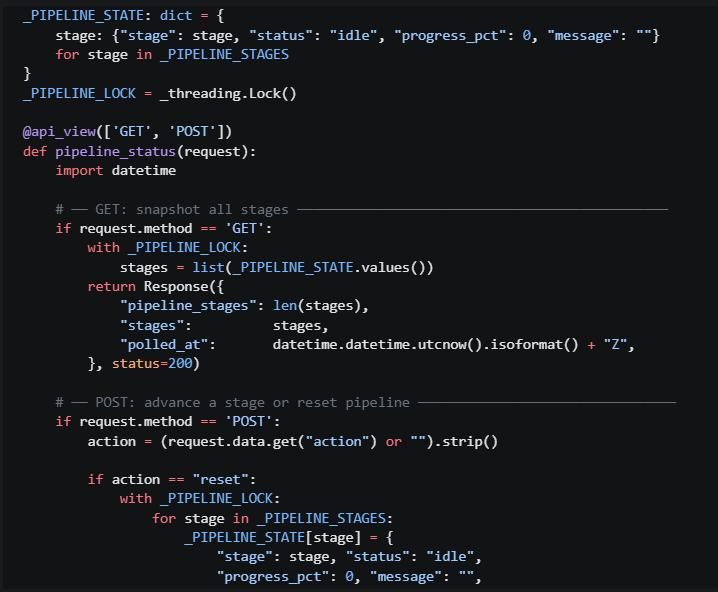 _PIPELINE_STATE: dict = {
    stage: {"stage": stage, "status": "idle", "progress_pct": 0, "message": ""}
    for stage in _PIPELINE_STAGES
}
_PIPELINE_LOCK = _threading.Lock()

@api_view(['GET', 'POST'])
def pipeline_status(request):
    import datetime

    # ── GET: snapshot all stages ──────────────────────────────────────────────
    if request.method == 'GET':
        with _PIPELINE_LOCK:
            stages = list(_PIPELINE_STATE.values())
        return Response({
            "pipeline_stages": len(stages),
            "stages":          stages,
            "polled_at":       datetime.datetime.utcnow().isoformat() + "Z",
        }, status=200)

    # ── POST: advance a stage or reset pipeline ────────────────────────────────
    if request.method == 'POST':
        action = (request.data.get("action") or "").strip()

        if action == "reset":
            with _PIPELINE_LOCK:
                for stage in _PIPELINE_STAGES:
                    _PIPELINE_STATE[stage] = {
                        "stage": stage, "status": "idle",
                        "progress_pct": 0, "message": "",